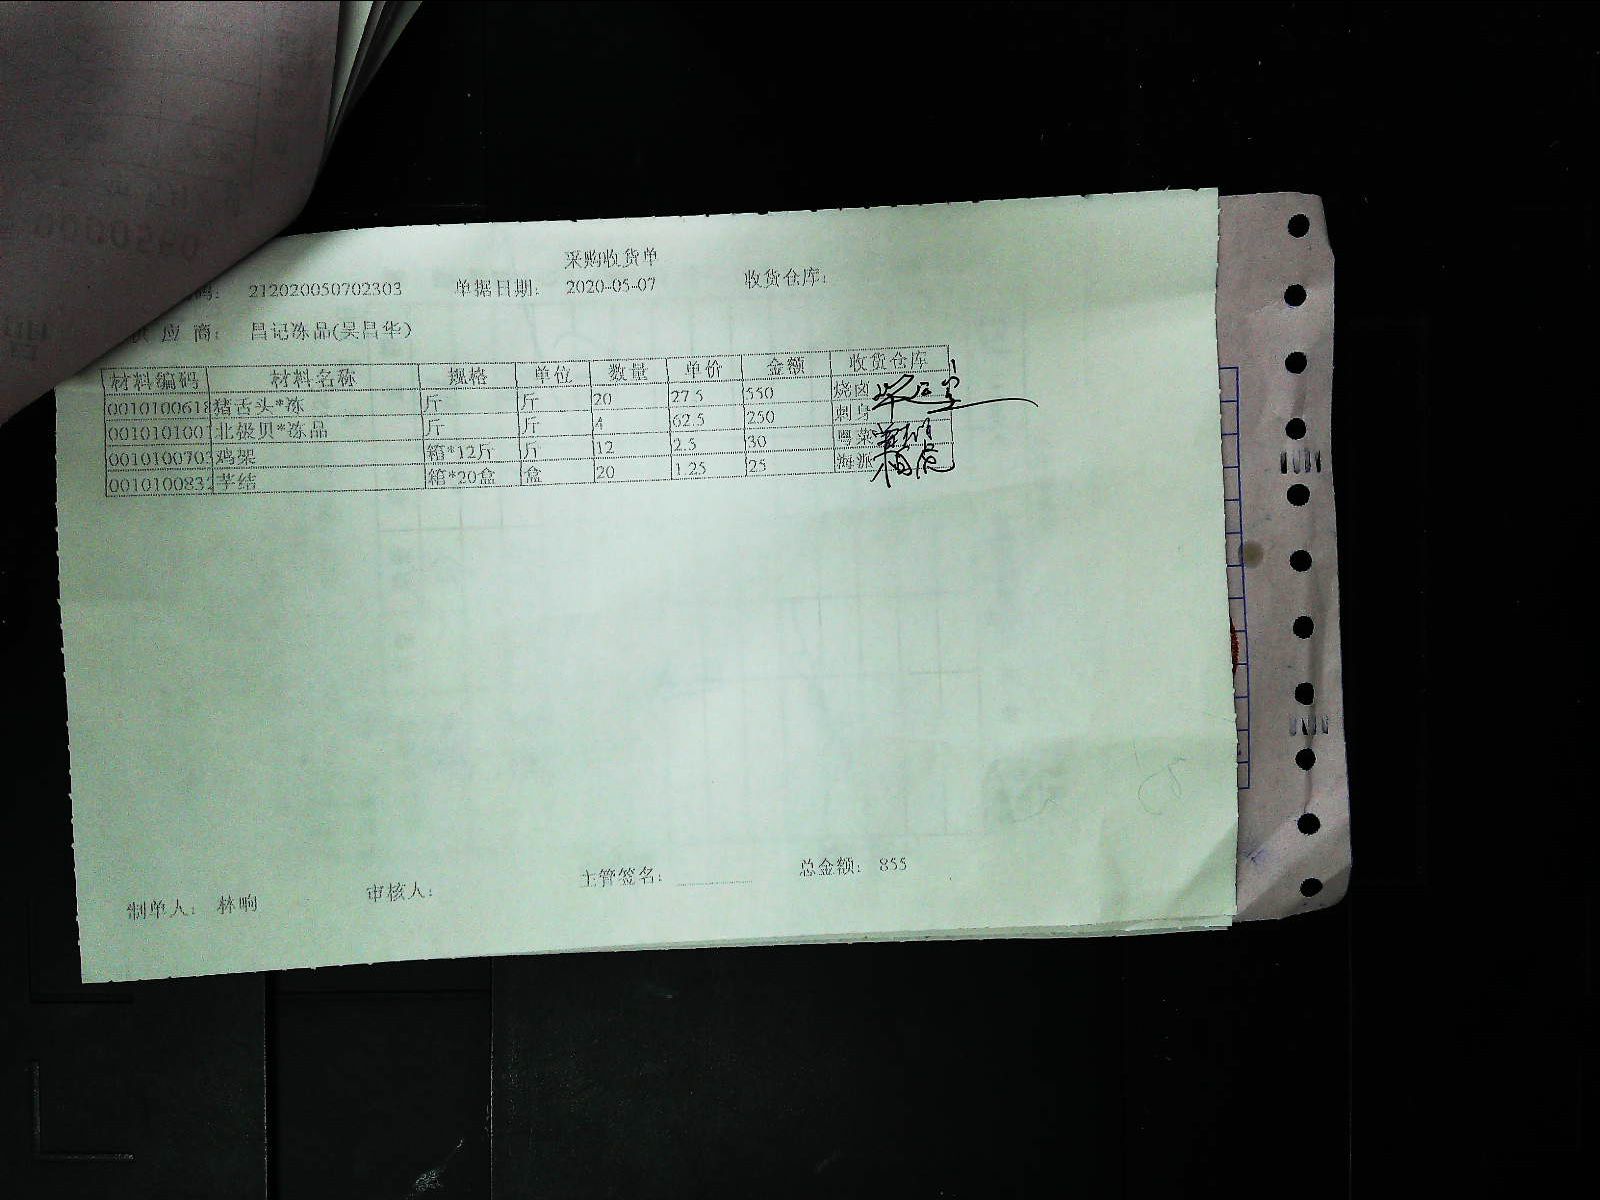 采购收货单
码: 212020050702303 单据日期: 2020-05-07 收货仓库:
应商: 昌记冻品(吴昌华)
材料编码 材料名称 规格 单位 数量 单价 金额 收货仓库
0010100618 猪舌头*冻 斤 斤 20 27.5 550 烧卤
001010100 北极贝*冻品 斤 斤 4 62.5 250 刺身
001010070 鸡架 箱*12斤 斤 12 2.5 30 粤菜
001010083 芋结 箱*20盒 盒 20 1.25 25 海派
制单人: 林响 审核人: 主管签名: 总金额: 855